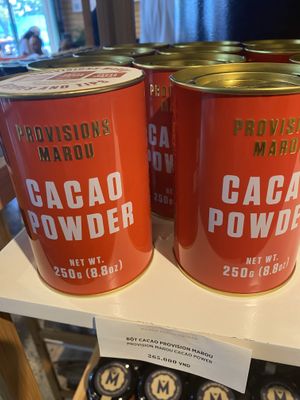 PROVISIONS
MAROU
CACAO
POWDER
NET WT.
250g (8.8oz)
PROVISIONS
MAROU
CACAO
POWDER
NET WT.
250g (8.8oz)
BỘT CACAO PROVISION MAROU
PROVISION MAROU CACAO POWER
265.000 VND
M
M
M